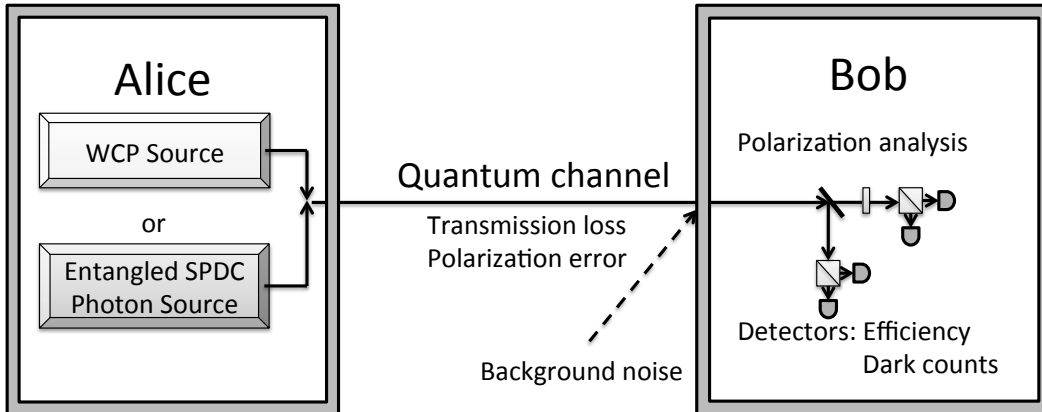 Alice
WCP Source
or
Entangled SPDC
Photon Source
Quantum channel
Transmission loss
Polarization error
Background noise
Bob
Polarization analysis
Detectors: Efficiency
Dark counts